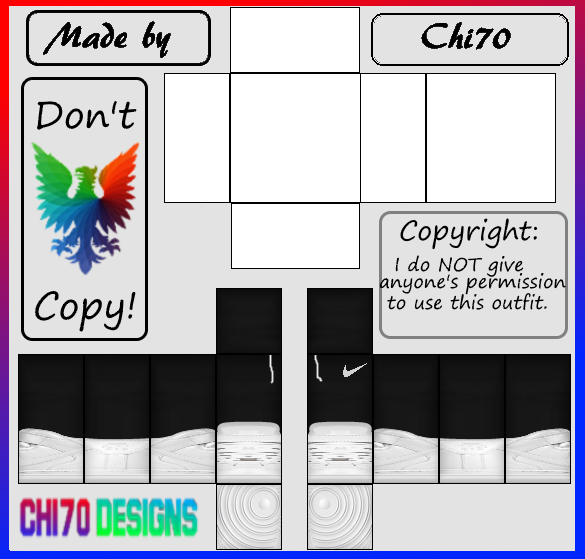 Made by
Chi70
Don't
Copy!
Copyright:
I do NOT give
anyone's permission
to use this outfit.
CHI70 DESIGNS